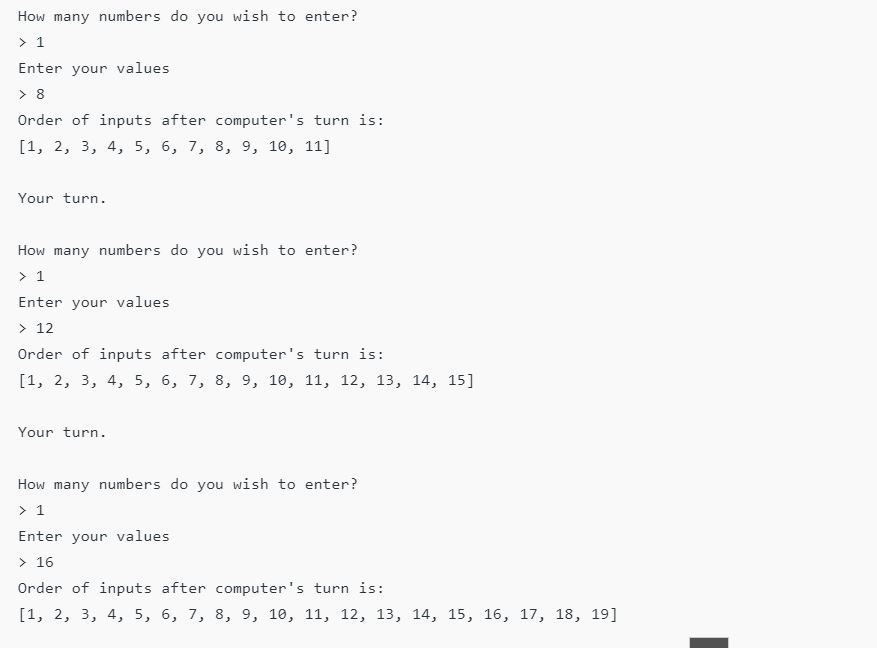 How many numbers do you wish to enter?
> 1
Enter your values
> 8
Order of inputs after computer's turn is:
[1, 2, 3, 4, 5, 6, 7, 8, 9, 10, 11]
Your turn.
How many numbers do you wish to enter?
> 1
Enter your values
> 12
Order of inputs after computer's turn is:
[1, 2, 3, 4, 5, 6, 7, 8, 9, 10, 11, 12, 13, 14, 15]
Your turn.
How many numbers do you wish to enter?
> 1
Enter your values
> 16
Order of inputs after computer's turn is:
[1, 2, 3, 4, 5, 6, 7, 8, 9, 10, 11, 12, 13, 14, 15, 16, 17, 18, 19]